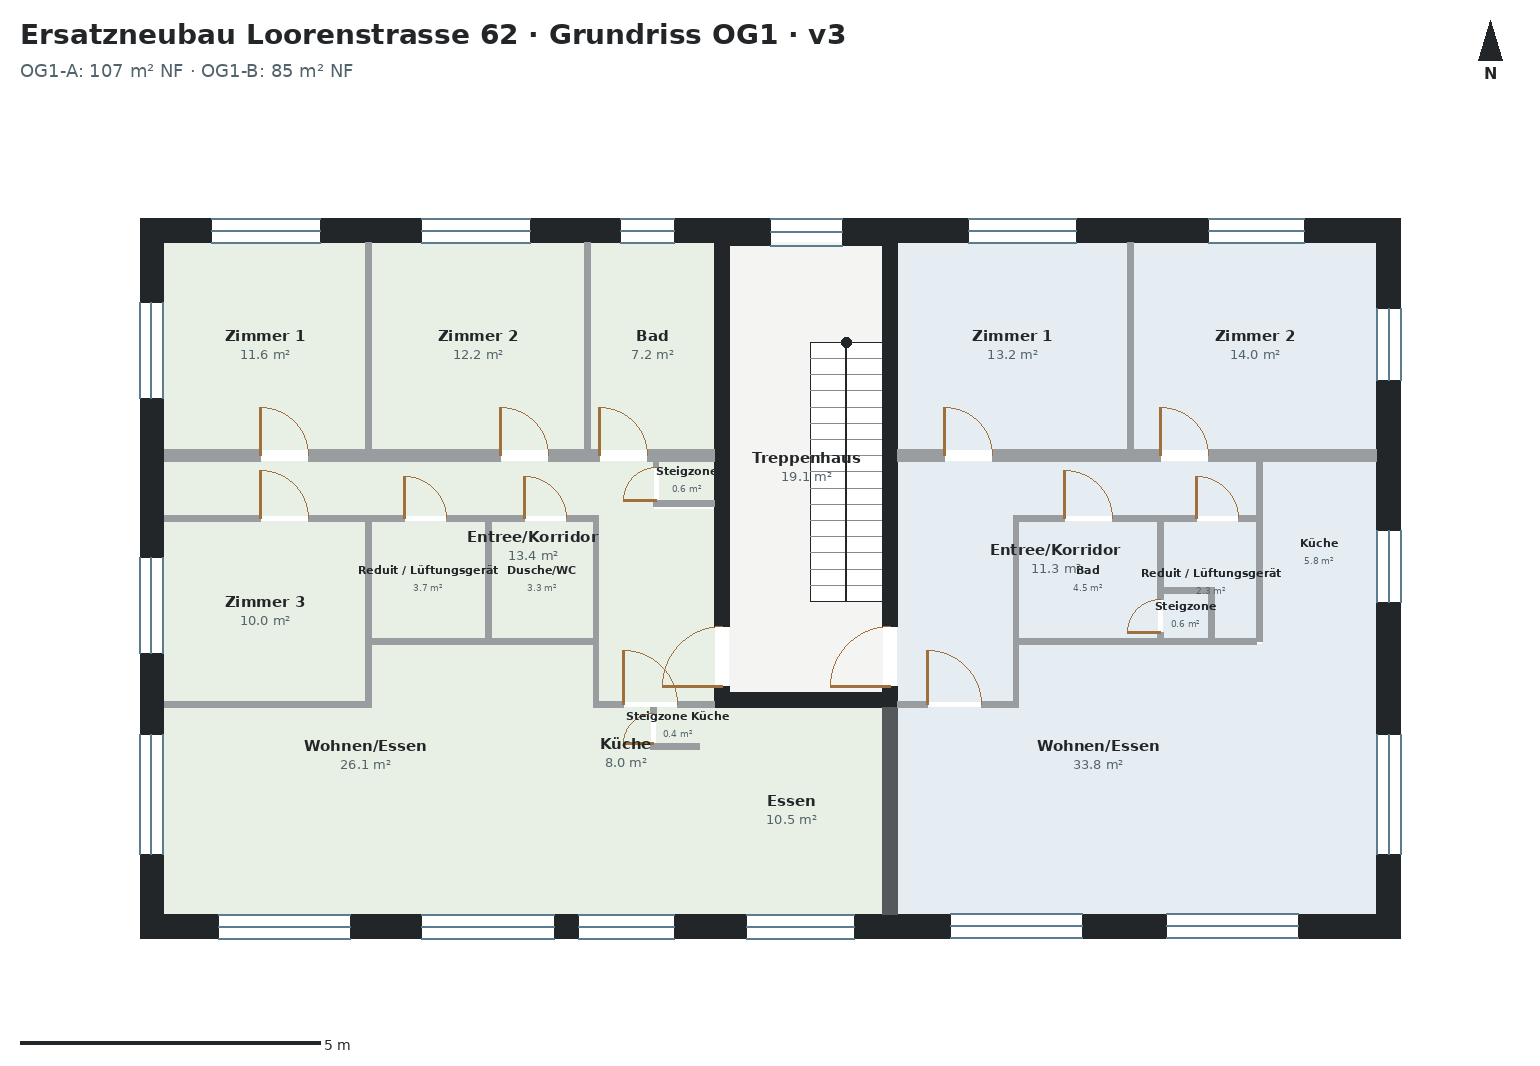 Ersatzneubau Loorenstrasse 62 · Grundriss OG1 · v3
OG1-A: 107 m² NF · OG1-B: 85 m² NF
N
Zimmer 1
11.6 m²
Zimmer 2
12.2 m²
Bad
7.2 m²
Zimmer 1
13.2 m²
Zimmer 2
14.0 m²
Treppenhaus
19.1 m²
Steigzone
0.6 m²
Entree/Korridor
13.4 m²
Reduit / Lüftungsgerät
3.7 m²
Dusche/WC
3.3 m²
Zimmer 3
10.0 m²
Entree/Korridor
11.3 m²
Bad
4.5 m²
Reduit / Lüftungsgerät
2.3 m²
Steigzone
0.6 m²
Küche
5.8 m²
Steigzone Küche
0.4 m²
Wohnen/Essen
26.1 m²
Küche
8.0 m²
Essen
10.5 m²
Wohnen/Essen
33.8 m²
5 m